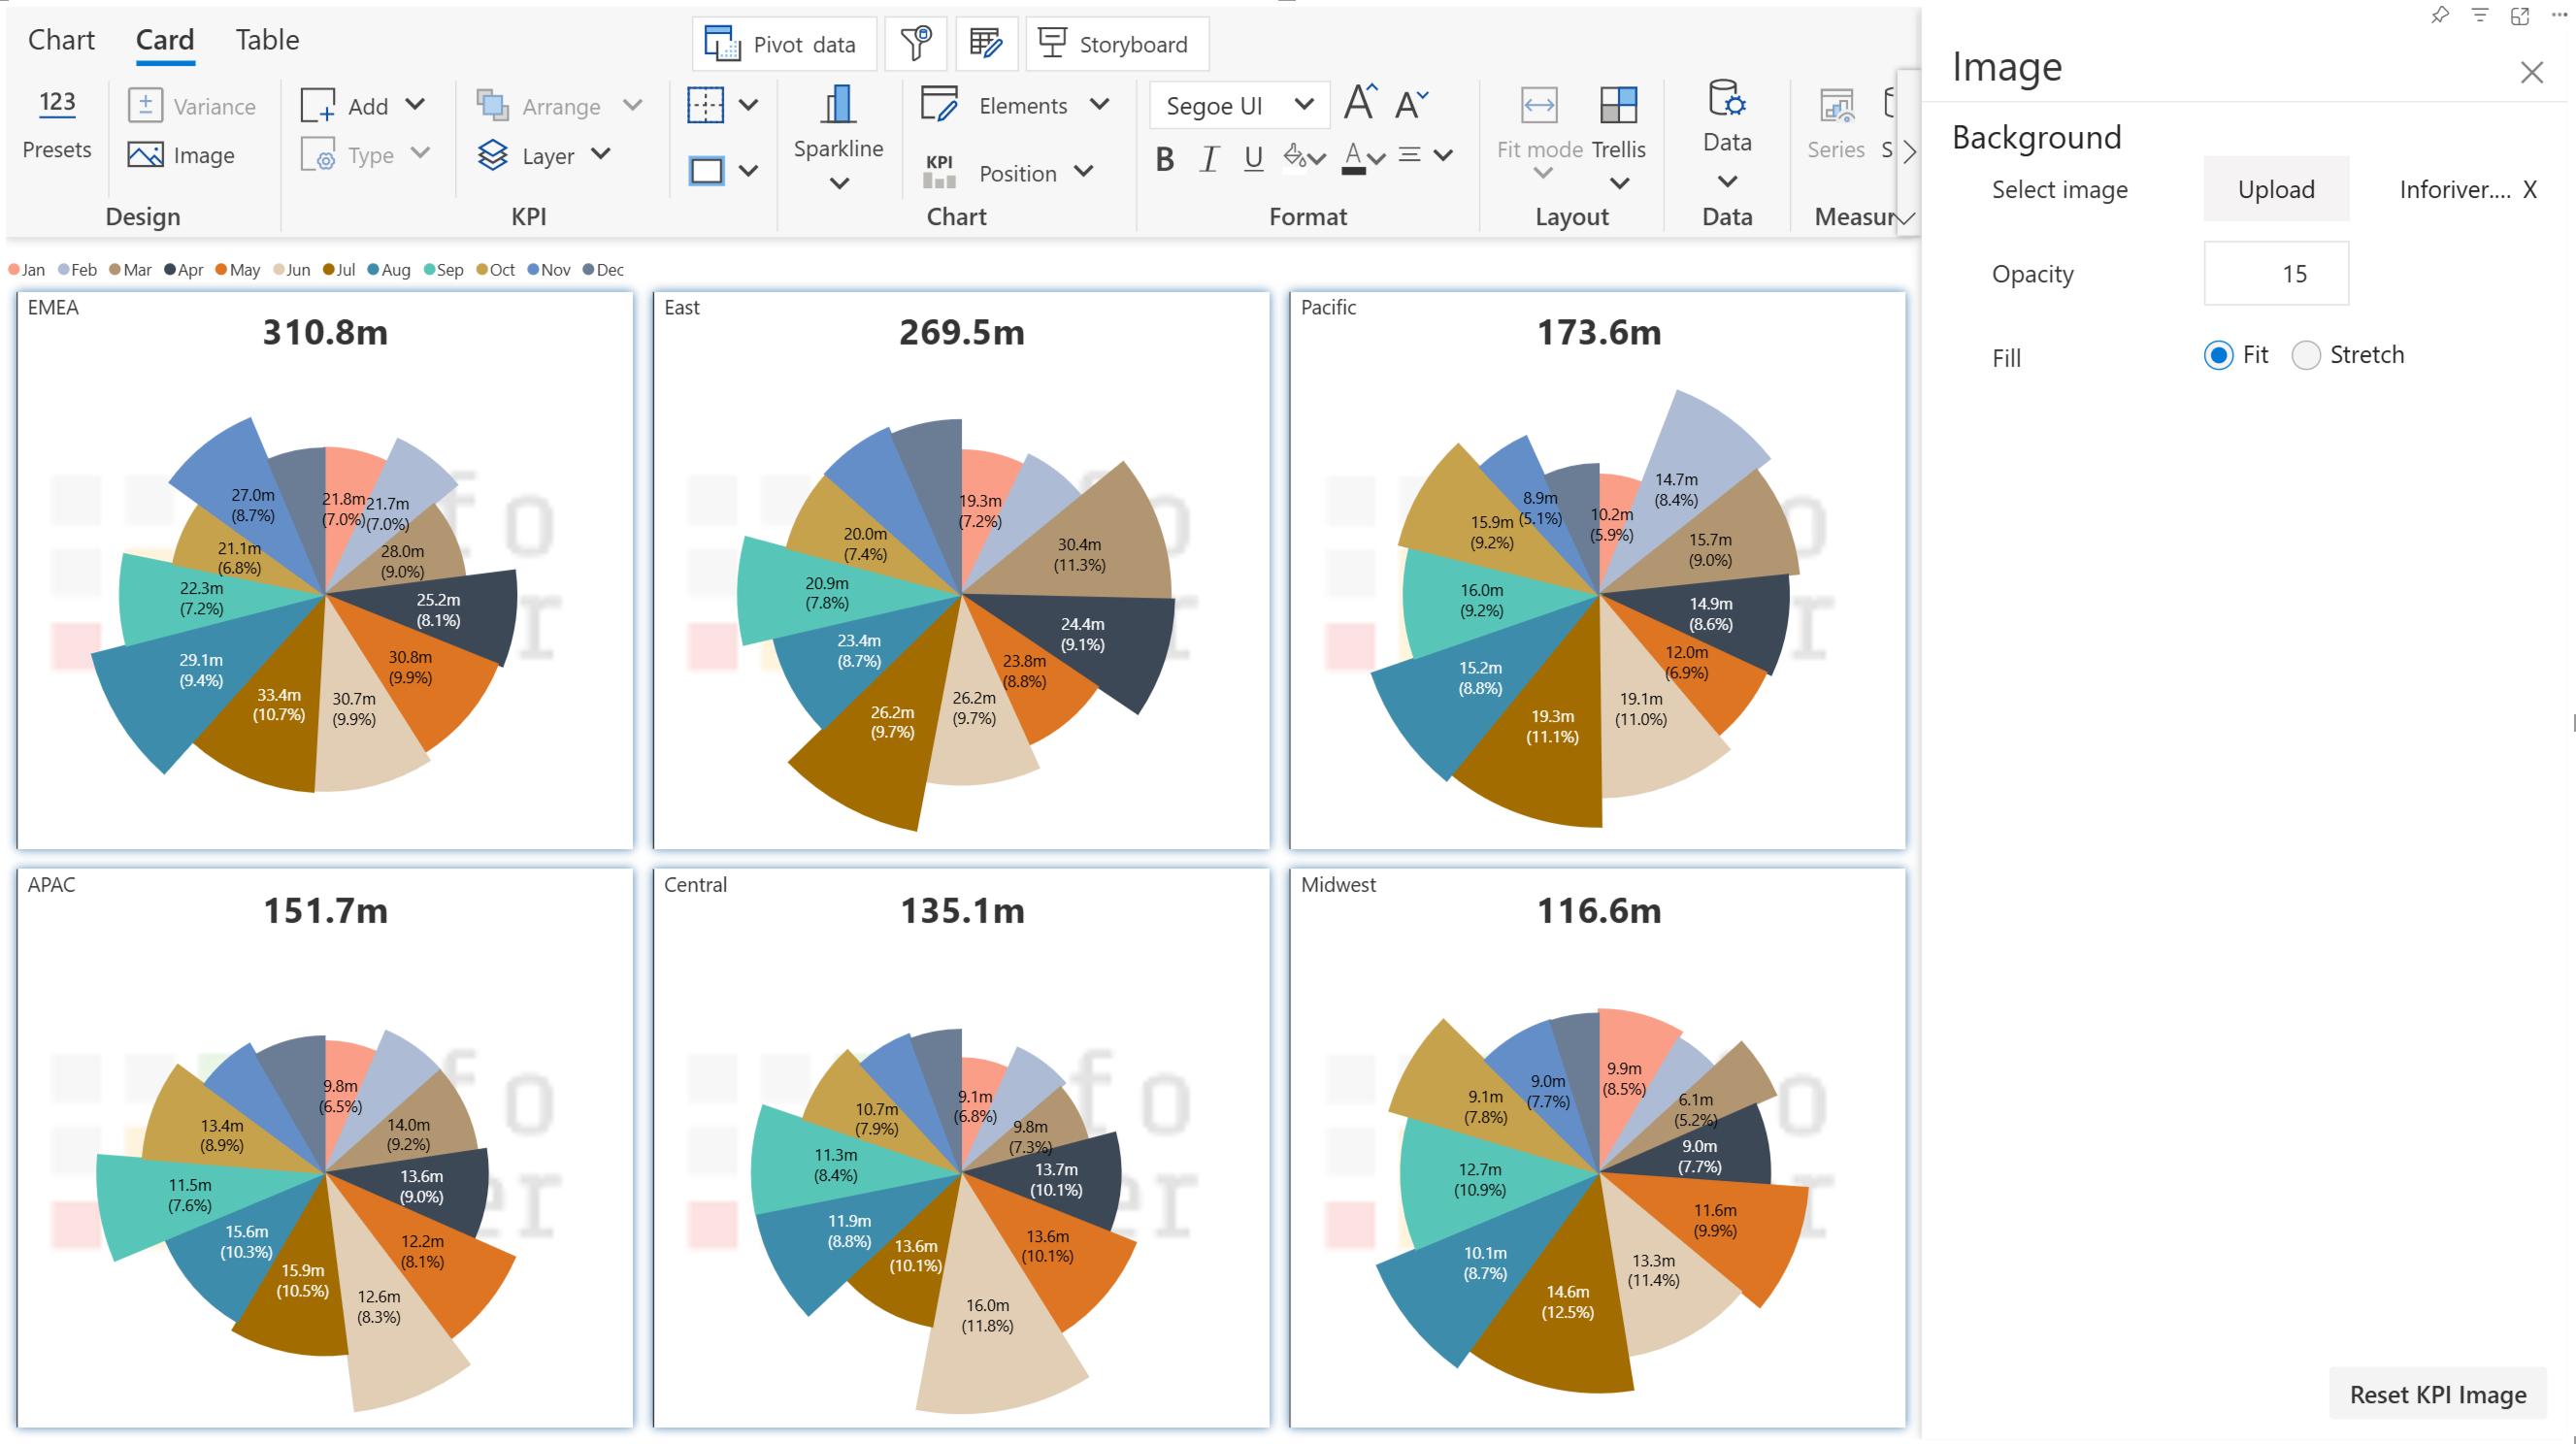 Chart Card Table
Pivot data Storyboard
123
Presets
Variance
Image
Design
Add
Type
Arrange
Layer
KPI
Sparkline
Elements
KPI
Position
Chart
Segoe UI
A A
B I U A
Format
Fit mode Trellis
Layout
Data
Data
Series S
Measur
Jan Feb Mar Apr May Jun Jul Aug Sep Oct Nov Dec
EMEA
310.8m
21.8m
(7.0%)
21.7m
(7.0%)
28.0m
(9.0%)
25.2m
(8.1%)
30.8m
(9.9%)
30.7m
(9.9%)
33.4m
(10.7%)
29.1m
(9.4%)
22.3m
(7.2%)
21.1m
(6.8%)
27.0m
(8.7%)
East
269.5m
19.3m
(7.2%)
30.4m
(11.3%)
24.4m
(9.1%)
23.8m
(8.8%)
26.2m
(9.7%)
26.2m
(9.7%)
23.4m
(8.7%)
20.9m
(7.8%)
20.0m
(7.4%)
Pacific
173.6m
10.2m
(5.9%)
14.7m
(8.4%)
15.7m
(9.0%)
14.9m
(8.6%)
12.0m
(6.9%)
19.1m
(11.0%)
19.3m
(11.1%)
15.2m
(8.8%)
16.0m
(9.2%)
15.9m
(9.2%)
8.9m
(5.1%)
APAC
151.7m
9.8m
(6.5%)
14.0m
(9.2%)
13.6m
(9.0%)
12.2m
(8.1%)
12.6m
(8.3%)
15.9m
(10.5%)
15.6m
(10.3%)
11.5m
(7.6%)
13.4m
(8.9%)
Central
135.1m
9.1m
(6.8%)
9.8m
(7.3%)
13.7m
(10.1%)
13.6m
(10.1%)
16.0m
(11.8%)
13.6m
(10.1%)
11.9m
(8.8%)
11.3m
(8.4%)
10.7m
(7.9%)
Midwest
116.6m
9.9m
(8.5%)
6.1m
(5.2%)
9.0m
(7.7%)
11.6m
(9.9%)
13.3m
(11.4%)
14.6m
(12.5%)
10.1m
(8.7%)
12.7m
(10.9%)
9.1m
(7.8%)
9.0m
(7.7%)
Image
Background
Select image Upload Inforiver.... X
Opacity 15
Fill Fit Stretch
Reset KPI Image